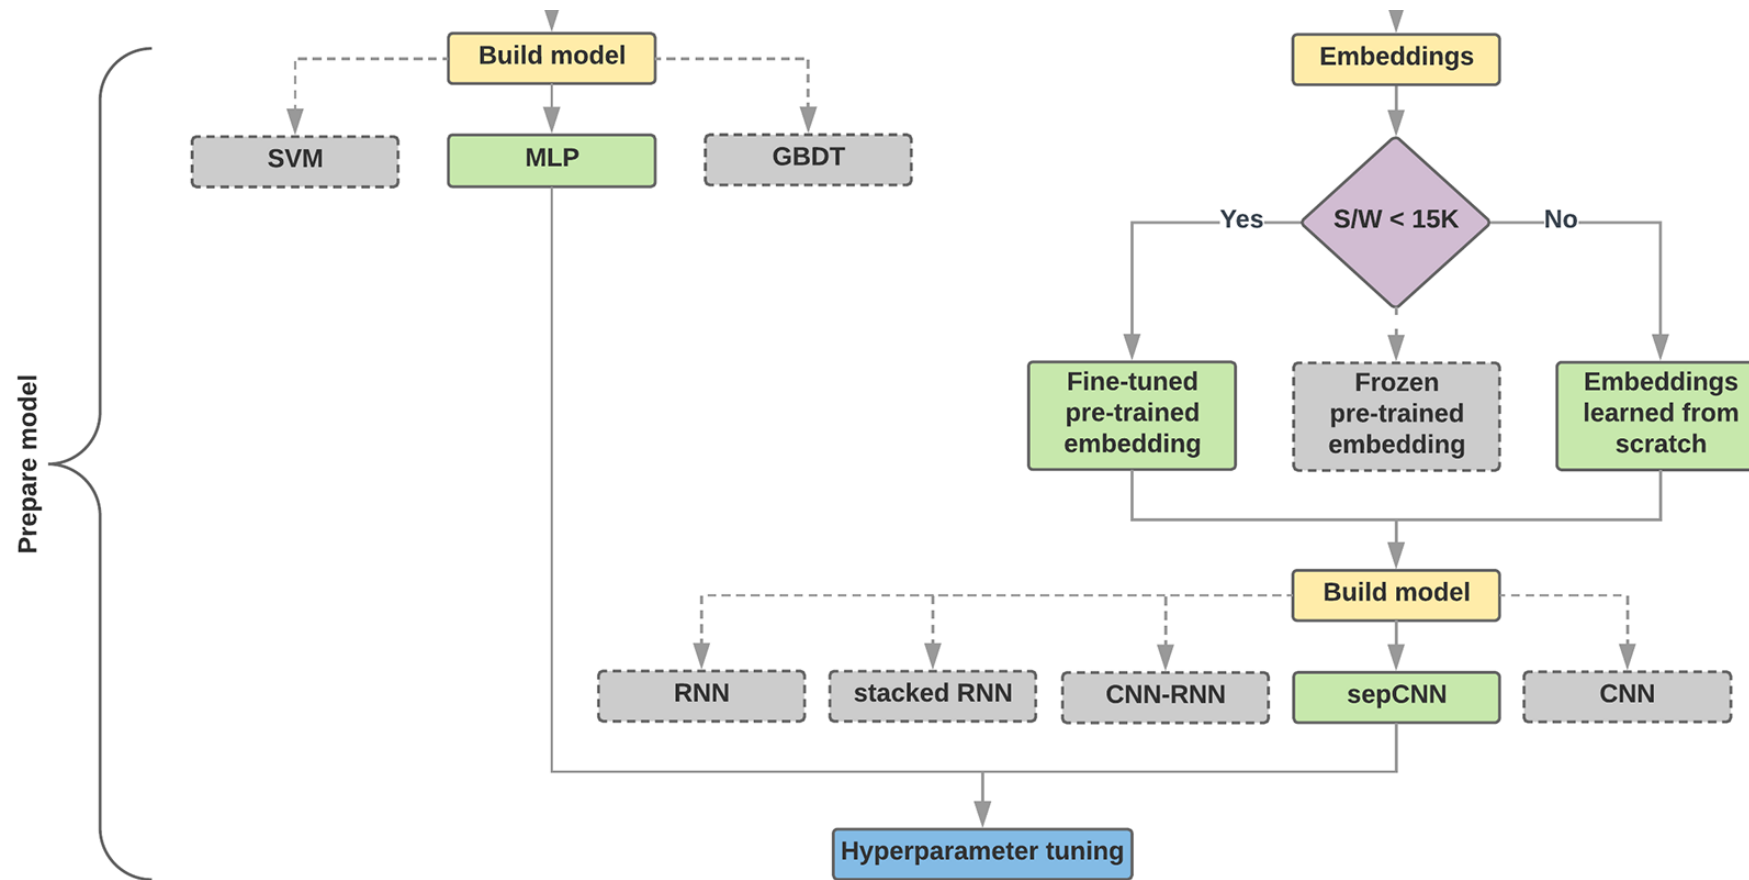 Build model
Embeddings
SVM
MLP
GBDT
Yes
S/W < 15K
No
Fine-tuned
pre-trained
embedding
Frozen
pre-trained
embedding
Embeddings
learned from
scratch
Prepare model
Build model
RNN
stacked RNN
CNN-RNN
sepCNN
CNN
Hyperparameter tuning